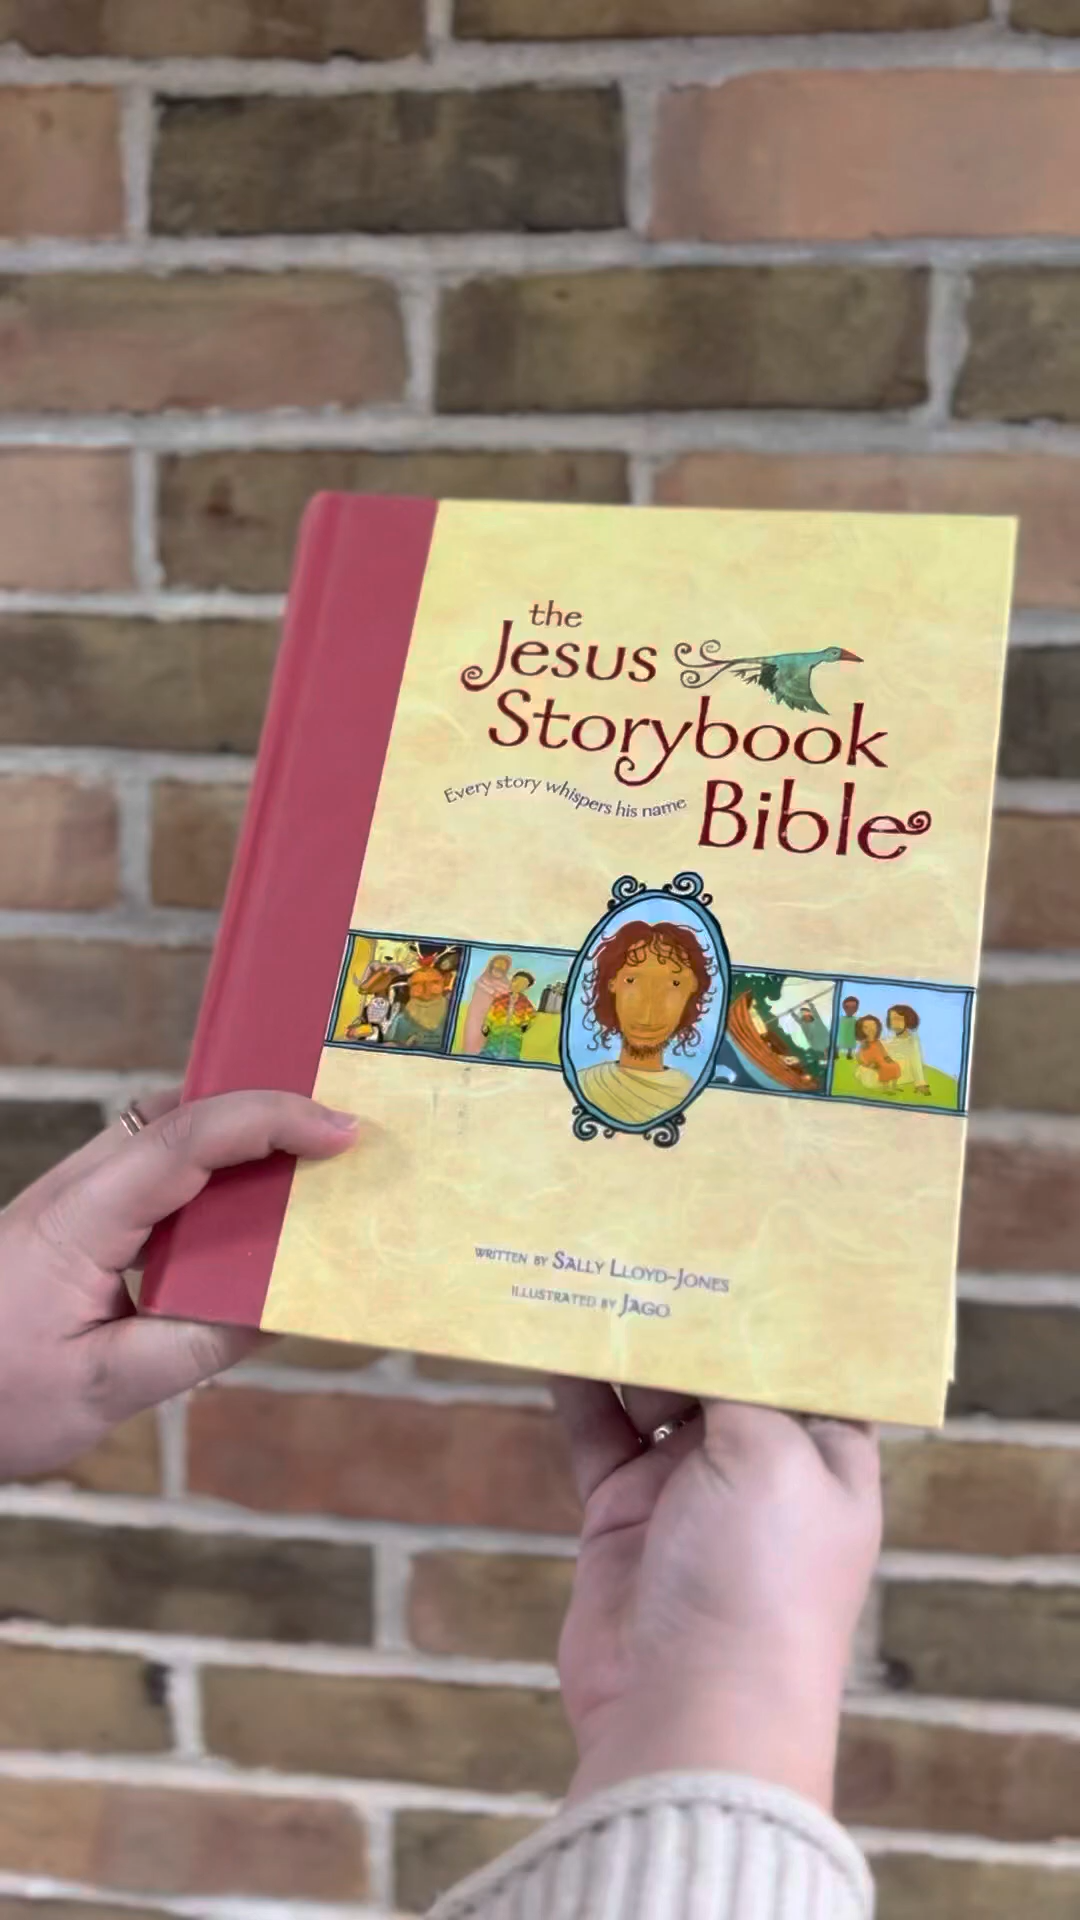 the
Jesus
Storybook
Bible
Every story whispers his name
WRITTEN BY SALLY LLOYD-JONES
ILLUSTRATED BY JAGO